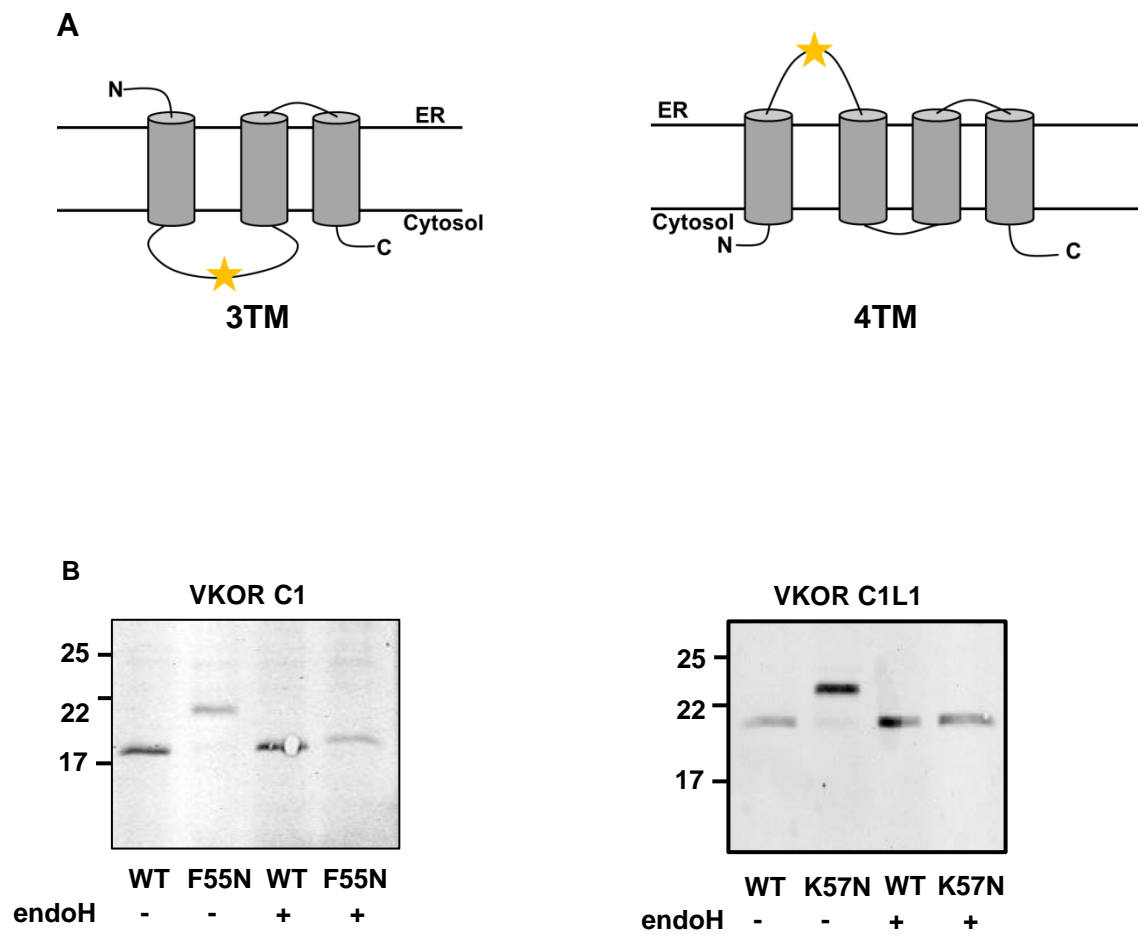 A
N
ER
Cytosol
C
3TM
ER
Cytosol
N
C
4TM
B
VKOR C1
25
22
17
WT F55N WT F55N
endoH - - + +
VKOR C1L1
25
22
17
WT K57N WT K57N
endoH - - + +